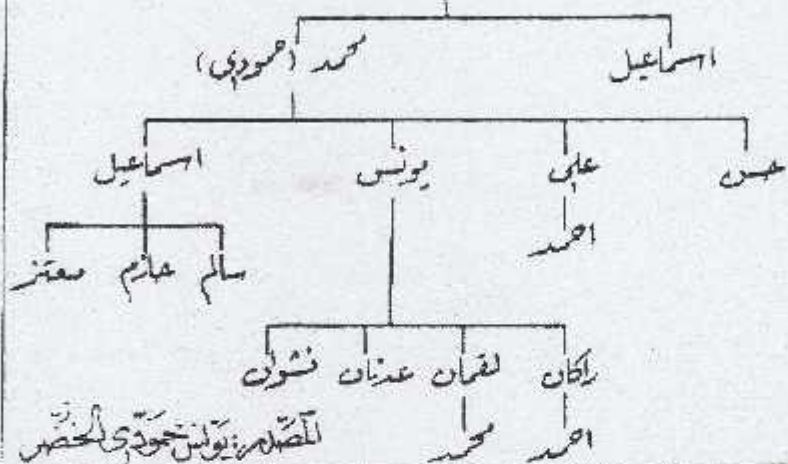 اسماعيل محمد (حمودي)
حسن علي يونس اسماعيل
احمد
سالم حازم معتز
راكان لقمان عدنان نشوان
احمد محمد
المصدر: يونس حمودي الخضر